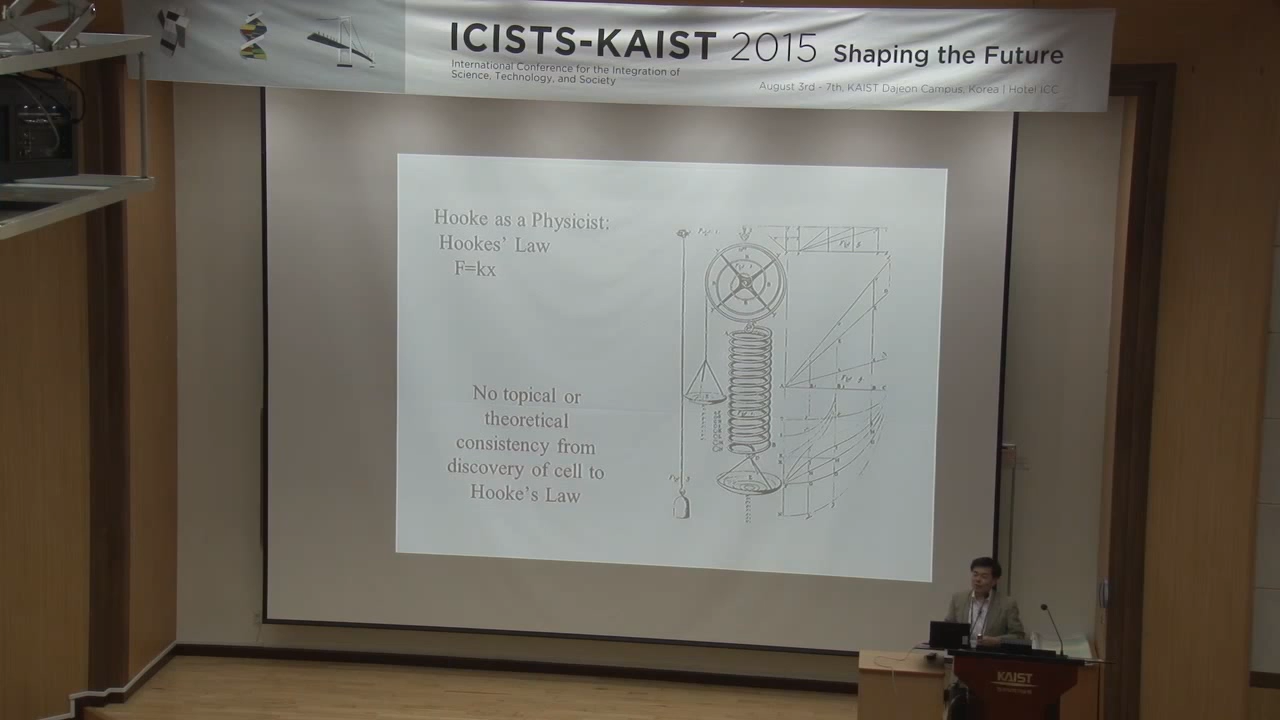 ICISTS-KAIST 2015 Shaping the Future
International Conference for the Integration of
Science, Technology, and Society
August 3rd - 7th, KAIST Dajeon Campus, Korea | Hotel ICC
Hooke as a Physicist:
Hookes' Law
F=kx
No topical or
theoretical
consistency from
discovery of cell to
Hooke's Law
KAIST